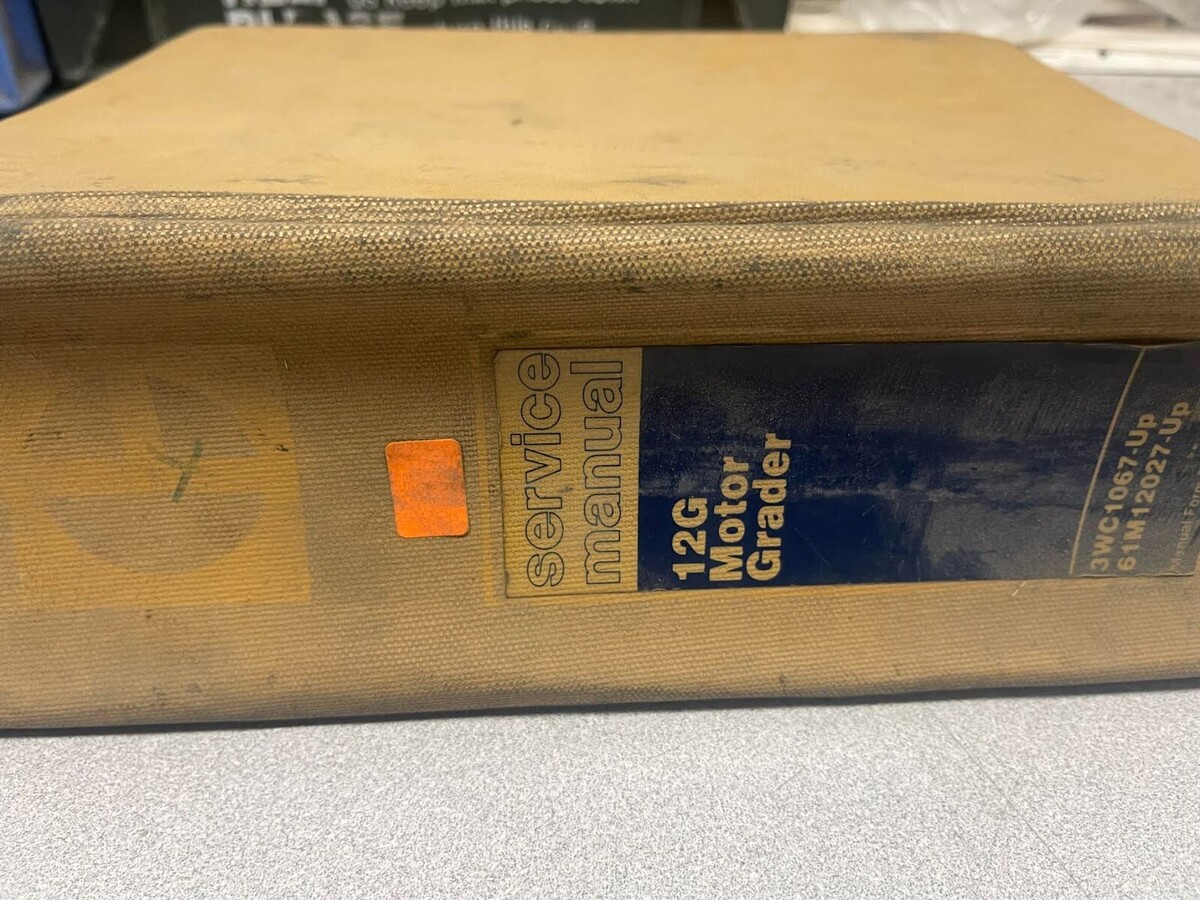 service
manual
12G
Motor
Grader
3WC1067-Up
61M12027-Up